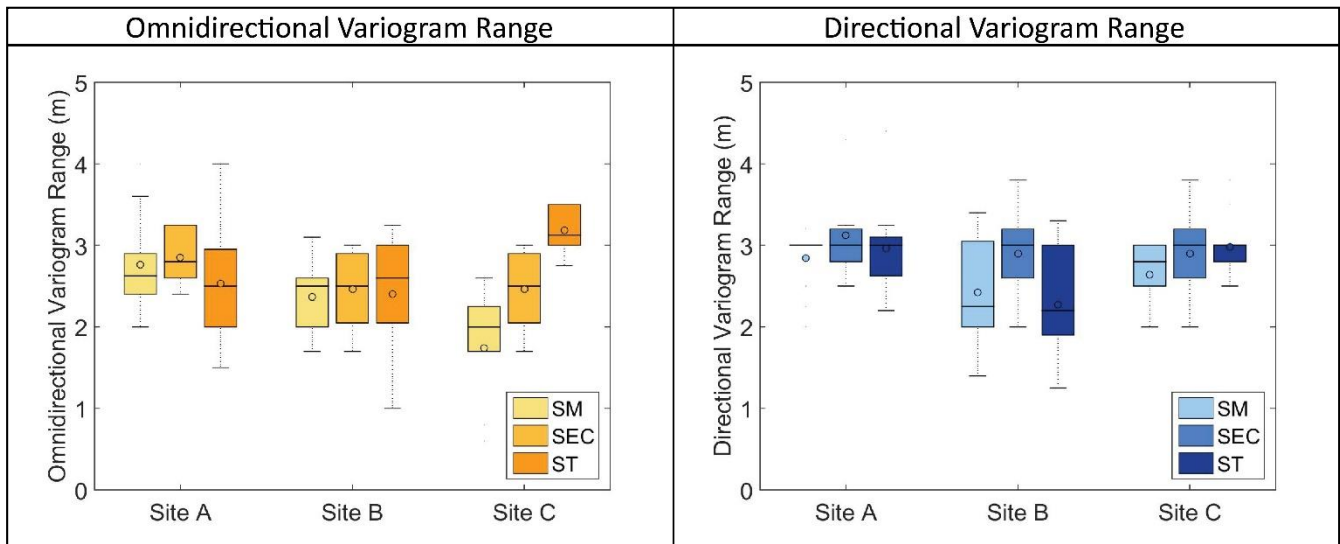 Omnidirectional Variogram Range
Directional Variogram Range
Omnidirectional Variogram Range (m)
5
4
3
2
1
0
Site A
Site B
Site C
SM
SEC
ST
Directional Variogram Range (m)
5
4
3
2
1
0
Site A
Site B
Site C
SM
SEC
ST